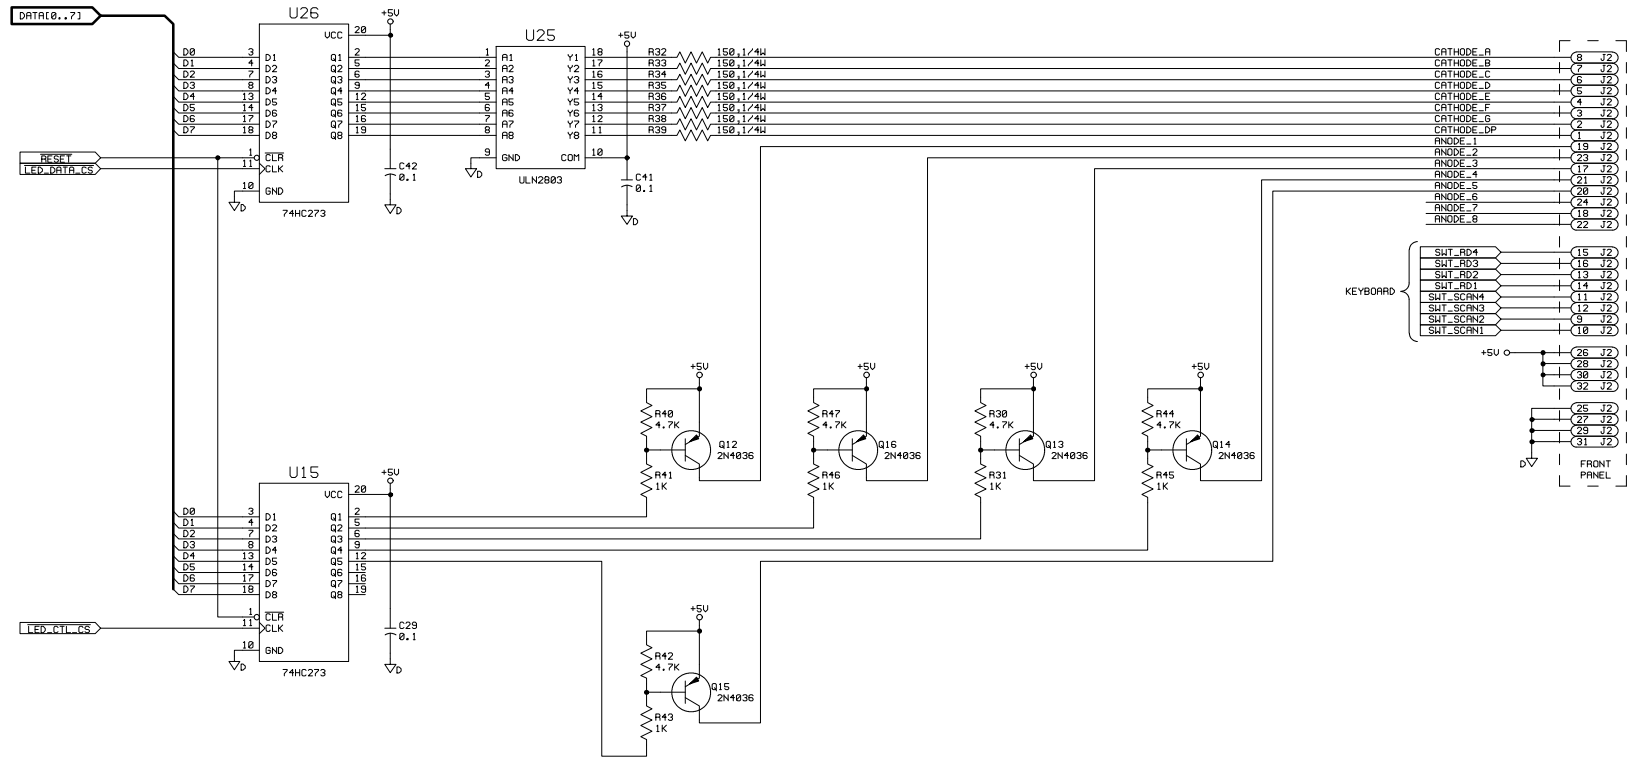 DATA[0..7]
U26
+5V
VCC 20
D0 3 D1 Q1 2
D1 4 D2 Q2 5
D2 7 D3 Q3 6
D3 8 D4 Q4 9
D4 13 D5 Q5 12
D5 14 D6 Q6 15
D6 17 D7 Q7 16
D7 18 D8 Q8 19
RESET
1 CLR
LED_DATA_CS
11 CLK
10 GND
D
74HC273
C42
0.1
D
U25
+5V
1 A1 Y1 18
2 A2 Y2 17
3 A3 Y3 16
4 A4 Y4 15
5 A5 Y5 14
6 A6 Y6 13
7 A7 Y7 12
8 A8 Y8 11
9 GND COM 10
D
ULN2803
C41
0.1
D
R32 150,1/4W
R33 150,1/4W
R34 150,1/4W
R35 150,1/4W
R36 150,1/4W
R37 150,1/4W
R38 150,1/4W
R39 150,1/4W
CATHODE_A 8 J2
CATHODE_B 7 J2
CATHODE_C 6 J2
CATHODE_D 5 J2
CATHODE_E 4 J2
CATHODE_F 3 J2
CATHODE_G 2 J2
CATHODE_DP 1 J2
ANODE_1 19 J2
ANODE_2 23 J2
ANODE_3 17 J2
ANODE_4 21 J2
ANODE_5 20 J2
ANODE_6 24 J2
ANODE_7 18 J2
ANODE_8 22 J2
KEYBOARD
SWT_RD4 15 J2
SWT_RD3 16 J2
SWT_RD2 13 J2
SWT_RD1 14 J2
SWT_SCAN4 11 J2
SWT_SCAN3 12 J2
SWT_SCAN2 9 J2
SWT_SCAN1 10 J2
+5V 26 J2
28 J2
30 J2
32 J2
25 J2
27 J2
29 J2
31 J2
D
FRONT
PANEL
+5V
R40
4.7K
Q12
2N4036
R41
1K
+5V
R47
4.7K
Q16
2N4036
R46
1K
+5V
R30
4.7K
Q13
2N4036
R31
1K
+5V
R44
4.7K
Q14
2N4036
R45
1K
U15
+5V
VCC 20
D0 3 D1 Q1 2
D1 4 D2 Q2 5
D2 7 D3 Q3 6
D3 8 D4 Q4 9
D4 13 D5 Q5 12
D5 14 D6 Q6 15
D6 17 D7 Q7 16
D7 18 D8 Q8 19
1 CLR
LED_CTL_CS
11 CLK
10 GND
D
74HC273
C29
0.1
D
+5V
R42
4.7K
Q15
2N4036
R43
1K